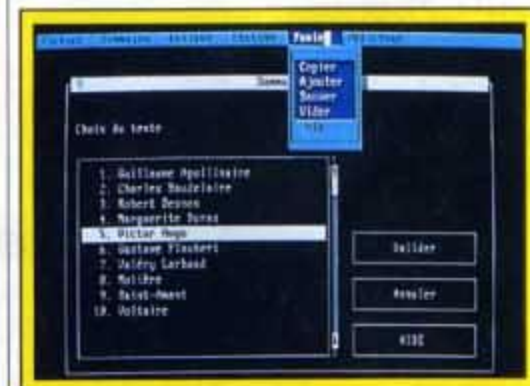 Copier
Ajouter
Sauver
Vider
Choix du texte
1. Guillaume Apollinaire
2. Charles Baudelaire
3. Robert Desnos
4. Marguerite Duras
5. Victor Hugo
6. Gustave Flaubert
7. Valéry Larbaud
8. Molière
9. Saint-Amant
10. Voltaire
Valider
Annuler
AIDE